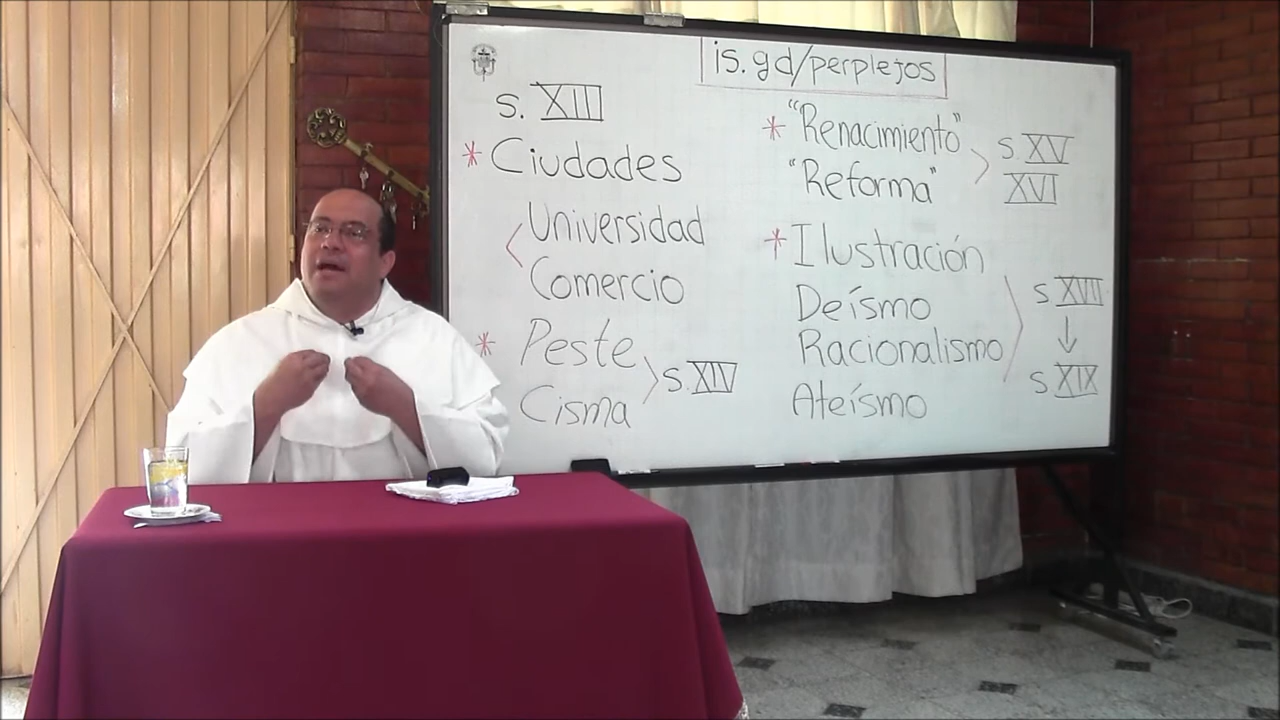 is.gd/perplejos
s. XIII
* Ciudades
Universidad
Comercio
* Peste
Cisma
s. XIV
* "Renacimiento"
"Reforma"
s. XV
XVI
* Ilustración
Deísmo
Racionalismo
Ateísmo
s XVII
s XIX